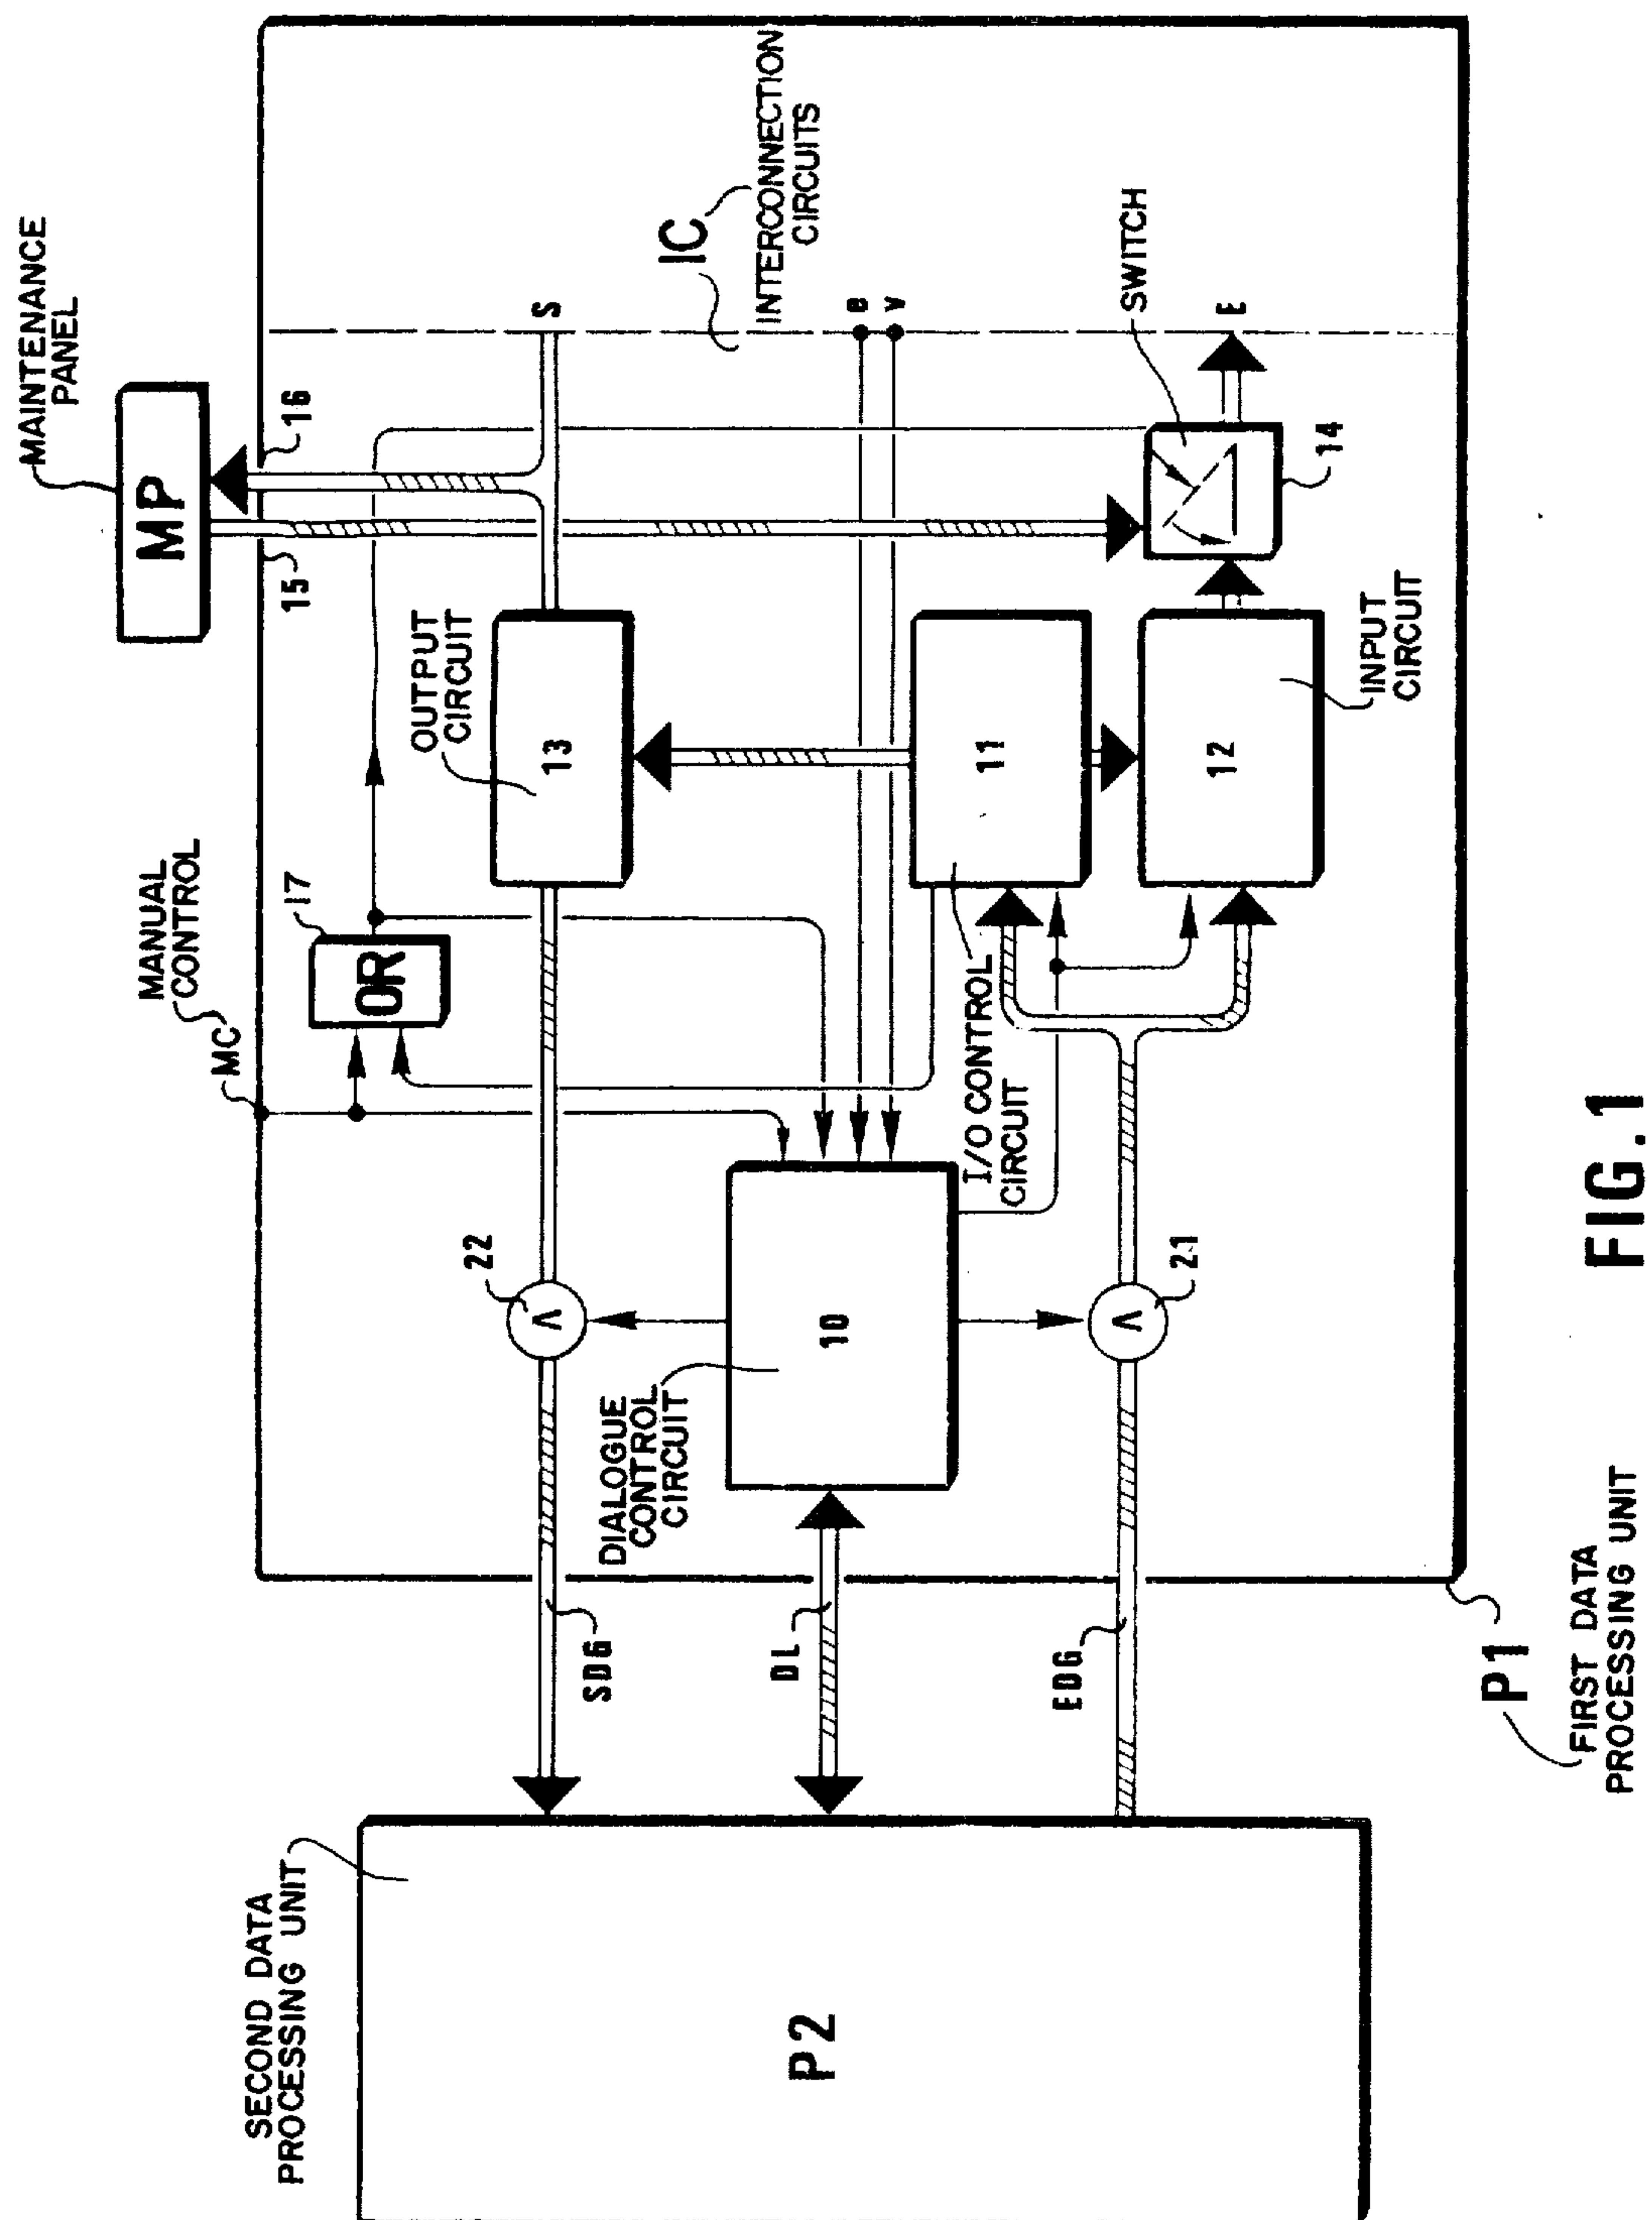 MAINTENANCE
PANEL
MP
MANUAL
CONTROL
MC
17
OR
15
16
IC
INTERCONNECTION
CIRCUITS
S
e
v
E
SWITCH
14
OUTPUT
CIRCUIT
13
11
I/O CONTROL
CIRCUIT
12
INPUT
CIRCUIT
22
V
DIALOGUE
CONTROL
CIRCUIT
10
21
V
SDG
DL
EDG
SECOND DATA
PROCESSING UNIT
P2
P1
FIRST DATA
PROCESSING UNIT
FIG.1